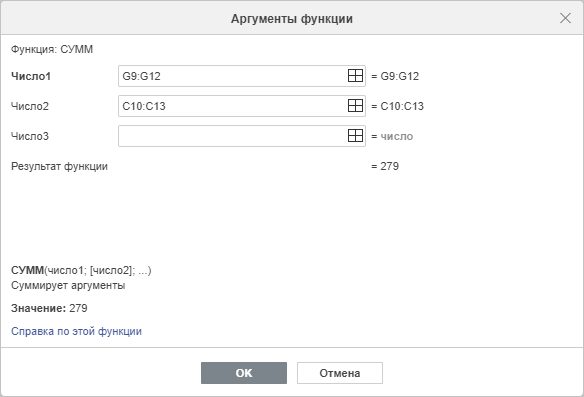 Аргументы функции
Функция: СУММ
Число1 G9:G12 = G9:G12
Число2 C10:C13 = C10:C13
Число3 = число
Результат функции = 279
СУММ(число1; [число2]; ...)
Суммирует аргументы
Значение: 279
Справка по этой функции
OK Отмена